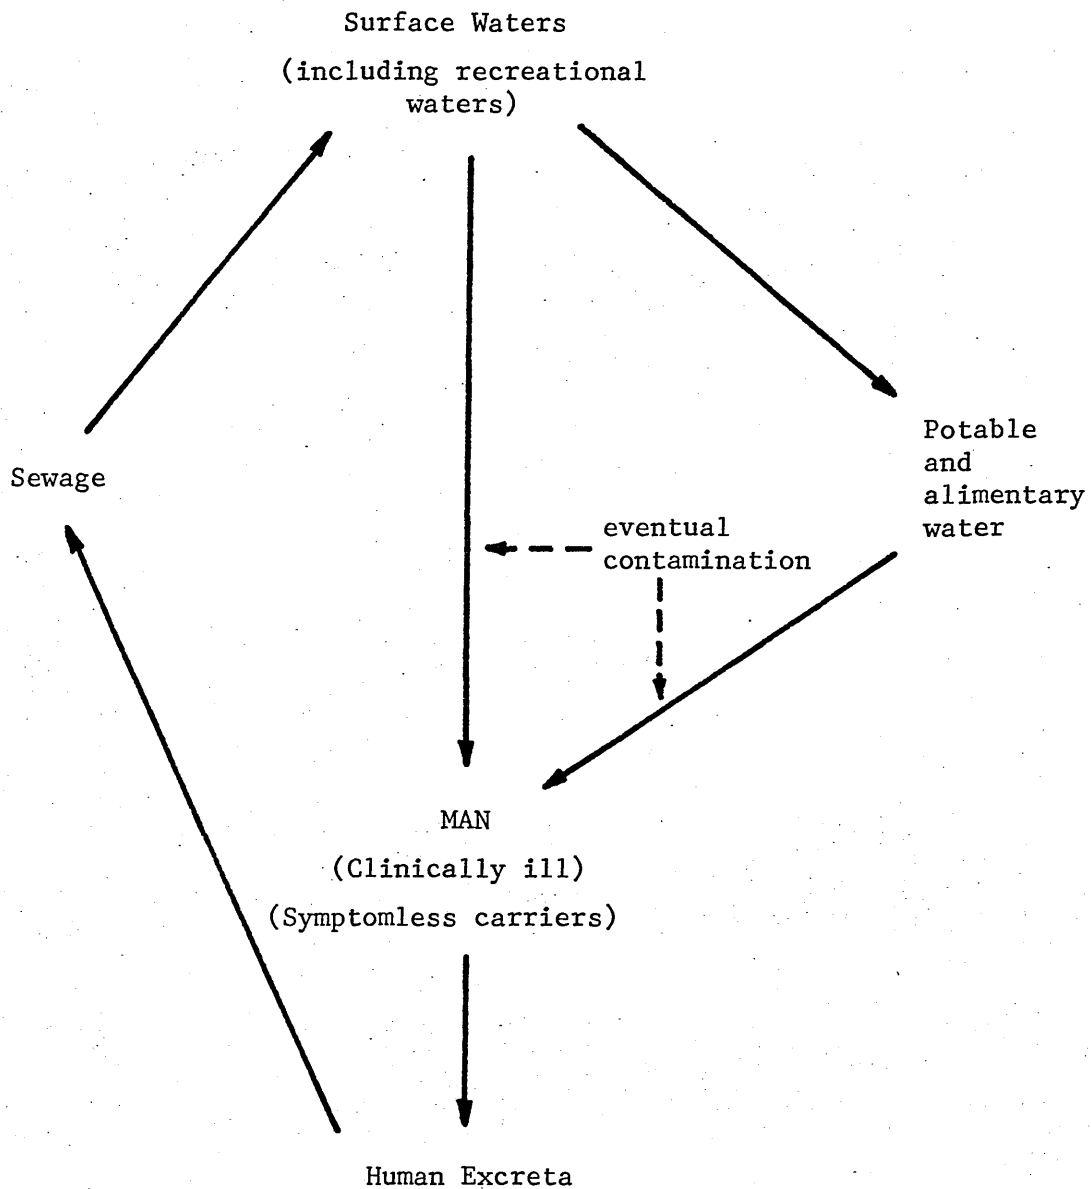 Surface Waters
(including recreational
waters)
Sewage
Potable
and
alimentary
water
eventual
contamination
MAN
(Clinically ill)
(Symptomless carriers)
Human Excreta